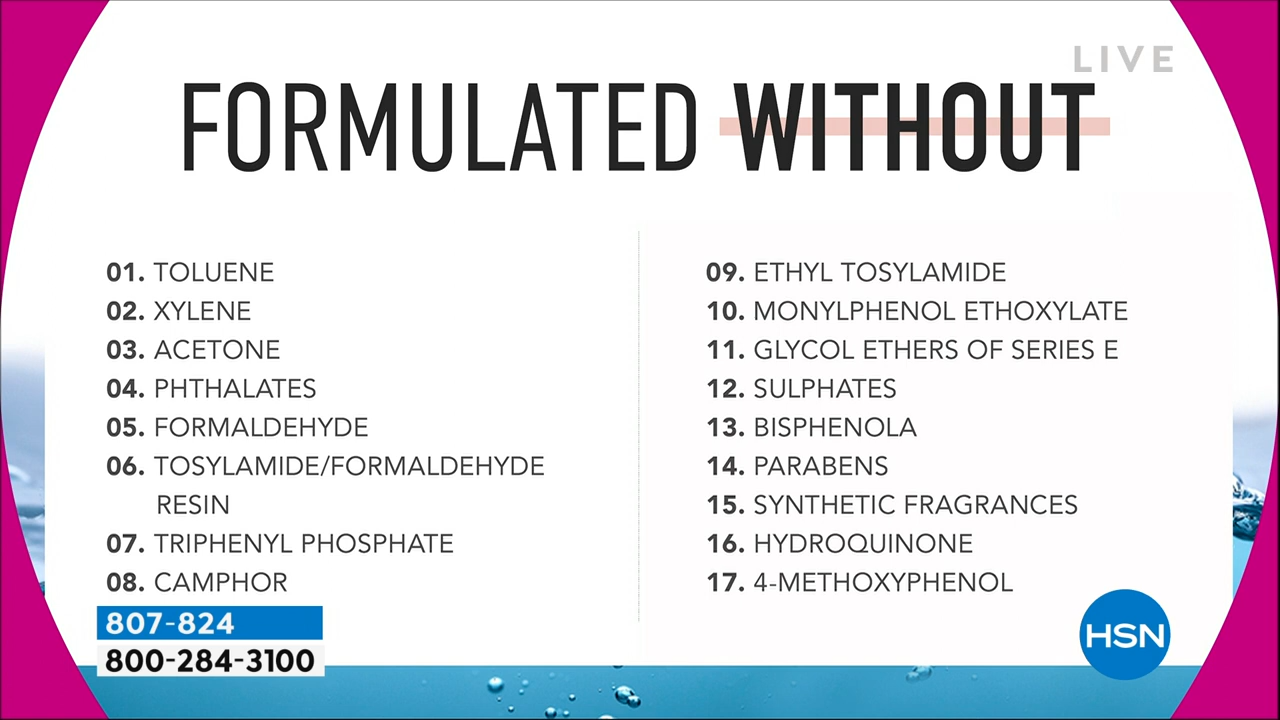 LIVE
FORMULATED WITHOUT
01. TOLUENE
02. XYLENE
03. ACETONE
04. PHTHALATES
05. FORMALDEHYDE
06. TOSYLAMIDE/FORMALDEHYDE
RESIN
07. TRIPHENYL PHOSPHATE
08. CAMPHOR
09. ETHYL TOSYLAMIDE
10. MONYLPHENOL ETHOXYLATE
11. GLYCOL ETHERS OF SERIES E
12. SULPHATES
13. BISPHENOLA
14. PARABENS
15. SYNTHETIC FRAGRANCES
16. HYDROQUINONE
17. 4-METHOXYPHENOL
807-824
800-284-3100
HSN